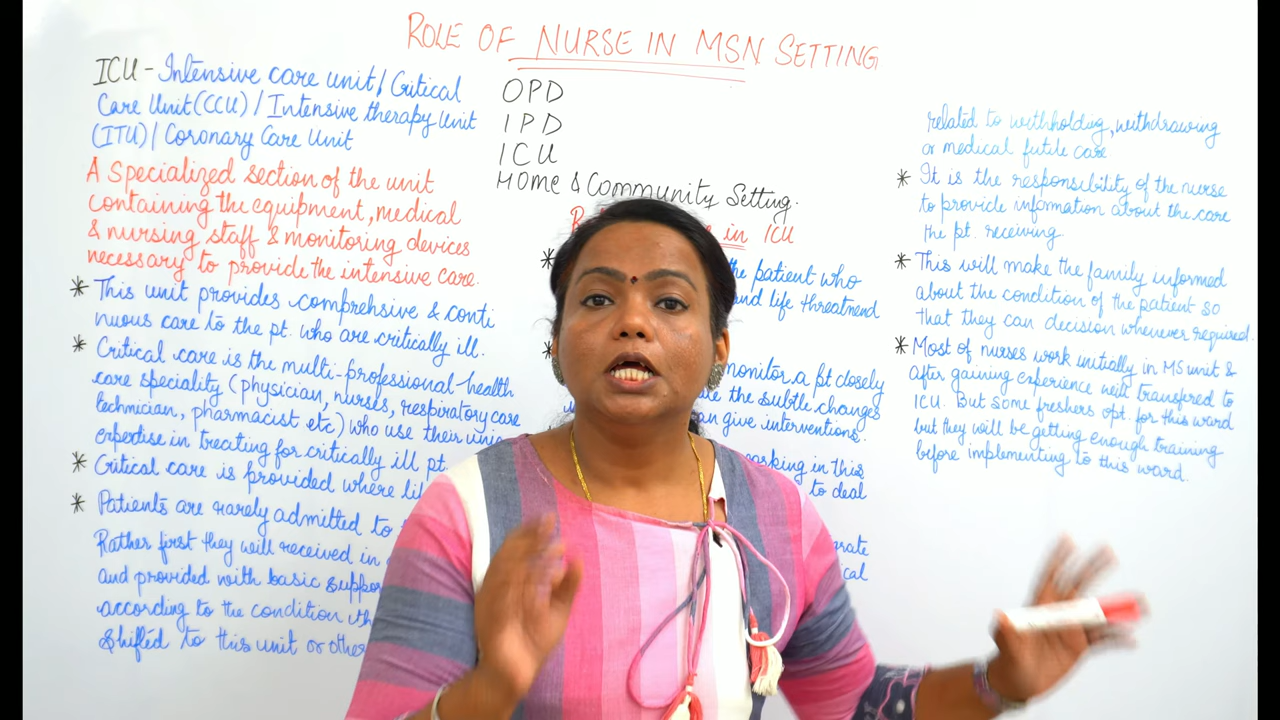 ROLE OF NURSE IN MSN SETTING
ICU - Intensive care unit / Critical
Care Unit (CCU) / Intensive therapy Unit
(ITU) / Coronary Care Unit
A Specialized section of the unit
containing the equipment, medical
& nursing staff & monitoring devices
necessary to provide the intensive care.
* This unit provides comprehsive & conti
nuous care to the pt. who are critically ill.
* Critical care is the multi-professional-health
care speciality (physician, nurses, respiratory care
technician, pharmacist etc) who use their
expertise in treating for critically ill pt.
* Critical care is provided where
* Patients are rarely admitted to
Rather first they will received in
and provided with basic
according to the condition
shifted to this unit or
OPD
IPD
ICU
Home & Community Setting.
in ICU
* the patient who
and life threatend
* monitor a pt closely
the subtle changes
can give interventions.
in this
to deal
related to withholding, withdrawing
or medical futile care
* It is the responsibility of the nurse
to provide information about the care
the pt. receiving
* This will make the family informed
about the condition of the patient so
that they can decision whenever required.
* Most of nurses work initially in MS unit &
after gaining experience will transfered to
ICU. But some freshers opt. for this ward
but they will be getting enough training
before implementing to this ward.